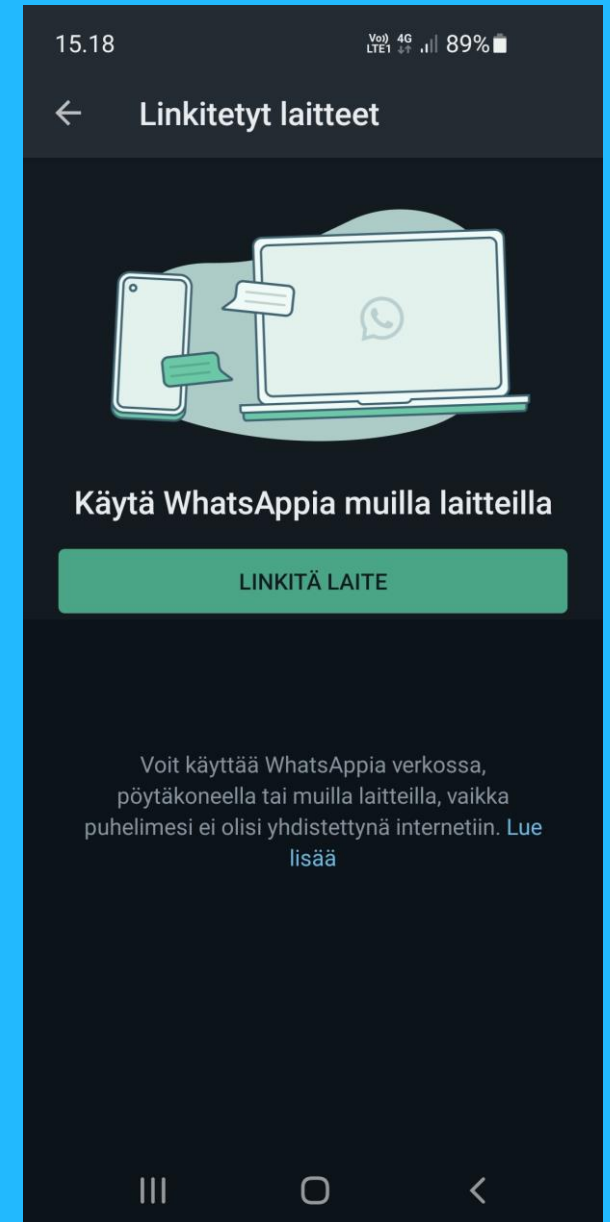 15.18 Vo)) LTE1 4G 89%
Linkitetyt laitteet
Käytä WhatsAppia muilla laitteilla
LINKITÄ LAITE
Voit käyttää WhatsAppia verkossa,
pöytäkoneella tai muilla laitteilla, vaikka
puhelimesi ei olisi yhdistettynä internetiin. Lue
lisää